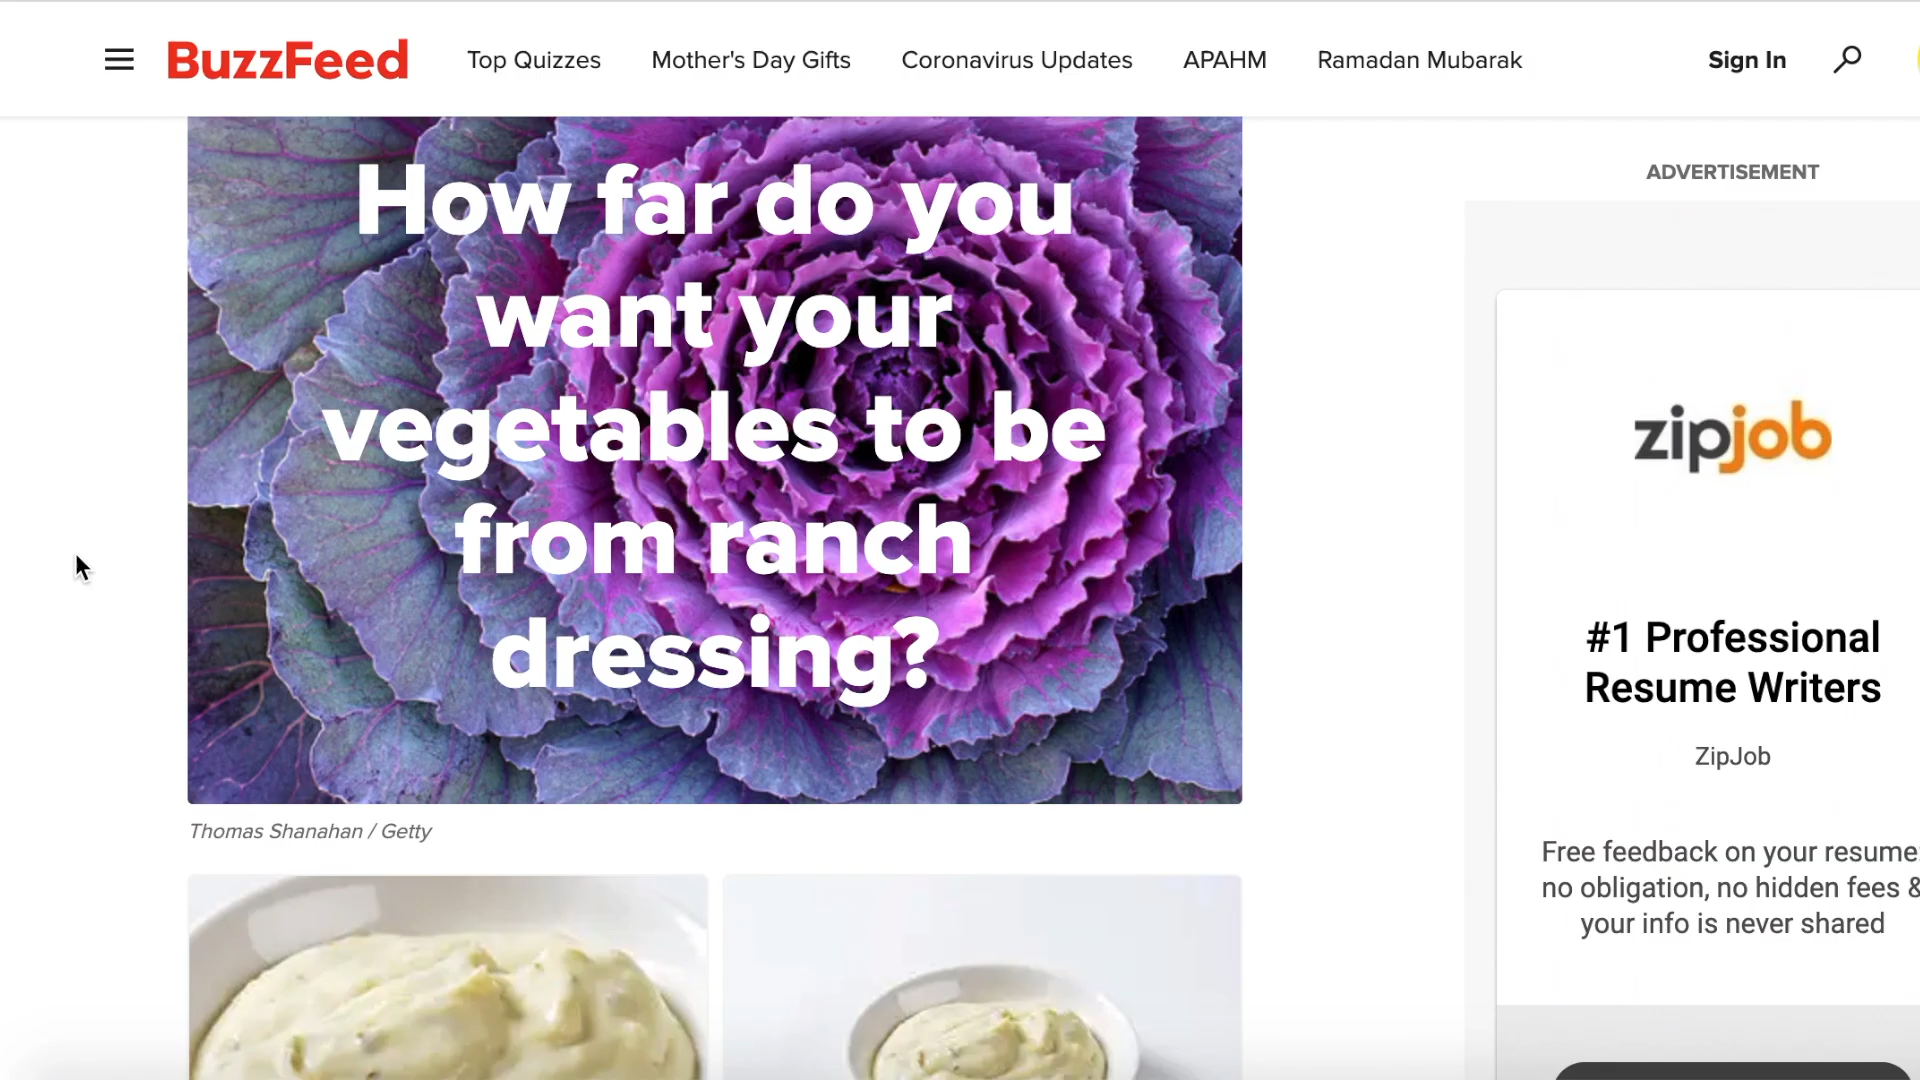 BuzzFeed
Top Quizzes
Mother's Day Gifts
Coronavirus Updates
APAHM
Ramadan Mubarak
Sign In
How far do you
want your
vegetables to be
from ranch
dressing?
Thomas Shanahan / Getty
ADVERTISEMENT
zipjob
#1 Professional
Resume Writers
ZipJob
Free feedback on your resume
no obligation, no hidden fees &
your info is never shared